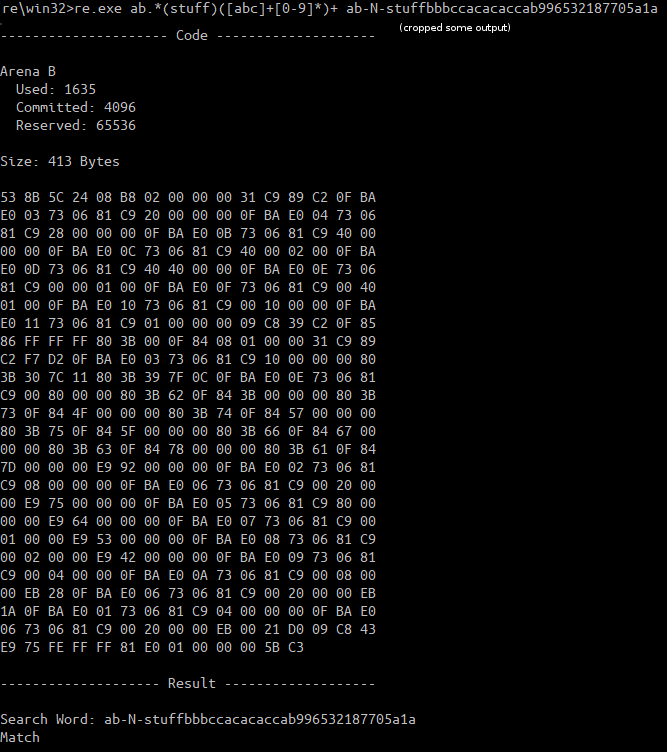 re\win32>re.exe ab.*(stuff)([abc]+[0-9]*)+ ab-N-stuffbbbccacacaccab996532187705a1a
(cropped some output)
--------------------- Code --------------------
Arena B
Used: 1635
Committed: 4096
Reserved: 65536
Size: 413 Bytes
53 8B 5C 24 08 B8 02 00 00 00 31 C9 89 C2 0F BA
E0 03 73 06 81 C9 20 00 00 00 0F BA E0 04 73 06
81 C9 28 00 00 00 0F BA E0 0B 73 06 81 C9 40 00
00 00 0F BA E0 0C 73 06 81 C9 40 00 02 00 0F BA
E0 0D 73 06 81 C9 40 40 00 00 0F BA E0 0E 73 06
81 C9 00 00 01 00 0F BA E0 0F 73 06 81 C9 00 40
01 00 0F BA E0 10 73 06 81 C9 00 10 00 00 0F BA
E0 11 73 06 81 C9 01 00 00 00 09 C8 39 C2 0F 85
86 FF FF FF 80 3B 00 0F 84 08 01 00 00 31 C9 89
C2 F7 D2 0F BA E0 03 73 06 81 C9 10 00 00 00 80
3B 30 7C 11 80 3B 39 7F 0C 0F BA E0 0E 73 06 81
C9 00 80 00 00 80 3B 62 0F 84 3B 00 00 00 80 3B
73 0F 84 4F 00 00 00 80 3B 74 0F 84 57 00 00 00
80 3B 75 0F 84 5F 00 00 00 80 3B 66 0F 84 67 00
00 00 80 3B 63 0F 84 78 00 00 00 80 3B 61 0F 84
7D 00 00 00 E9 92 00 00 00 0F BA E0 02 73 06 81
C9 08 00 00 00 0F BA E0 06 73 06 81 C9 00 20 00
00 E9 75 00 00 00 0F BA E0 05 73 06 81 C9 80 00
00 00 E9 64 00 00 00 0F BA E0 07 73 06 81 C9 00
01 00 00 E9 53 00 00 00 0F BA E0 08 73 06 81 C9
00 02 00 00 E9 42 00 00 00 0F BA E0 09 73 06 81
C9 00 04 00 00 0F BA E0 0A 73 06 81 C9 00 08 00
00 EB 28 0F BA E0 06 73 06 81 C9 00 20 00 00 EB
1A 0F BA E0 01 73 06 81 C9 04 00 00 00 0F BA E0
06 73 06 81 C9 00 20 00 00 EB 00 21 D0 09 C8 43
E9 75 FE FF FF 81 E0 01 00 00 00 5B C3
-------------------- Result -------------------
Search Word: ab-N-stuffbbbccacacaccab996532187705a1a
Match